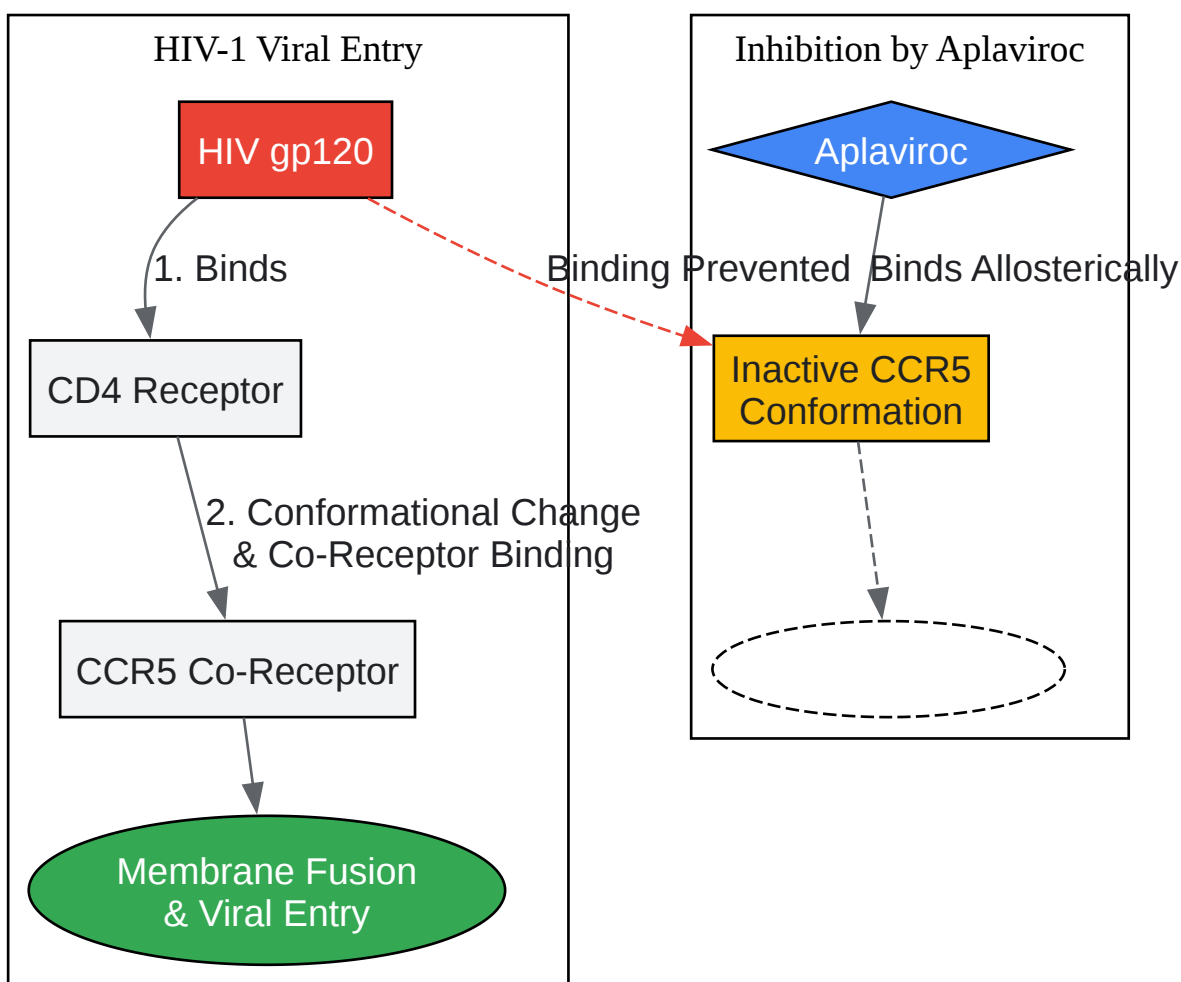 HIV-1 Viral Entry
HIV gp120
1. Binds
CD4 Receptor
2. Conformational Change
& Co-Receptor Binding
CCR5 Co-Receptor
Membrane Fusion
& Viral Entry
Inhibition by Aplaviroc
Aplaviroc
Binding Prevented
Binds Allosterically
Inactive CCR5
Conformation